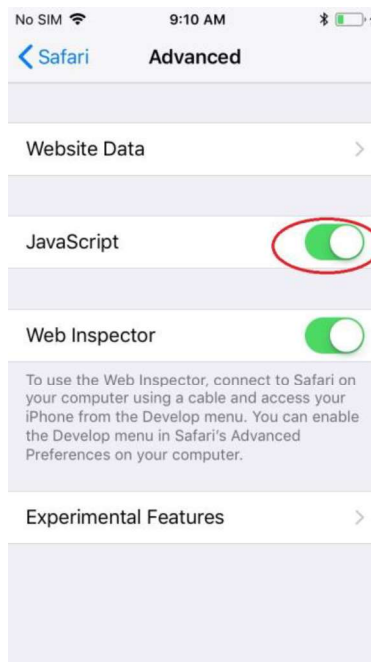 No SIM 9:10 AM
Safari Advanced
Website Data
JavaScript
Web Inspector
To use the Web Inspector, connect to Safari on
your computer using a cable and access your
iPhone from the Develop menu. You can enable
the Develop menu in Safari's Advanced
Preferences on your computer.
Experimental Features